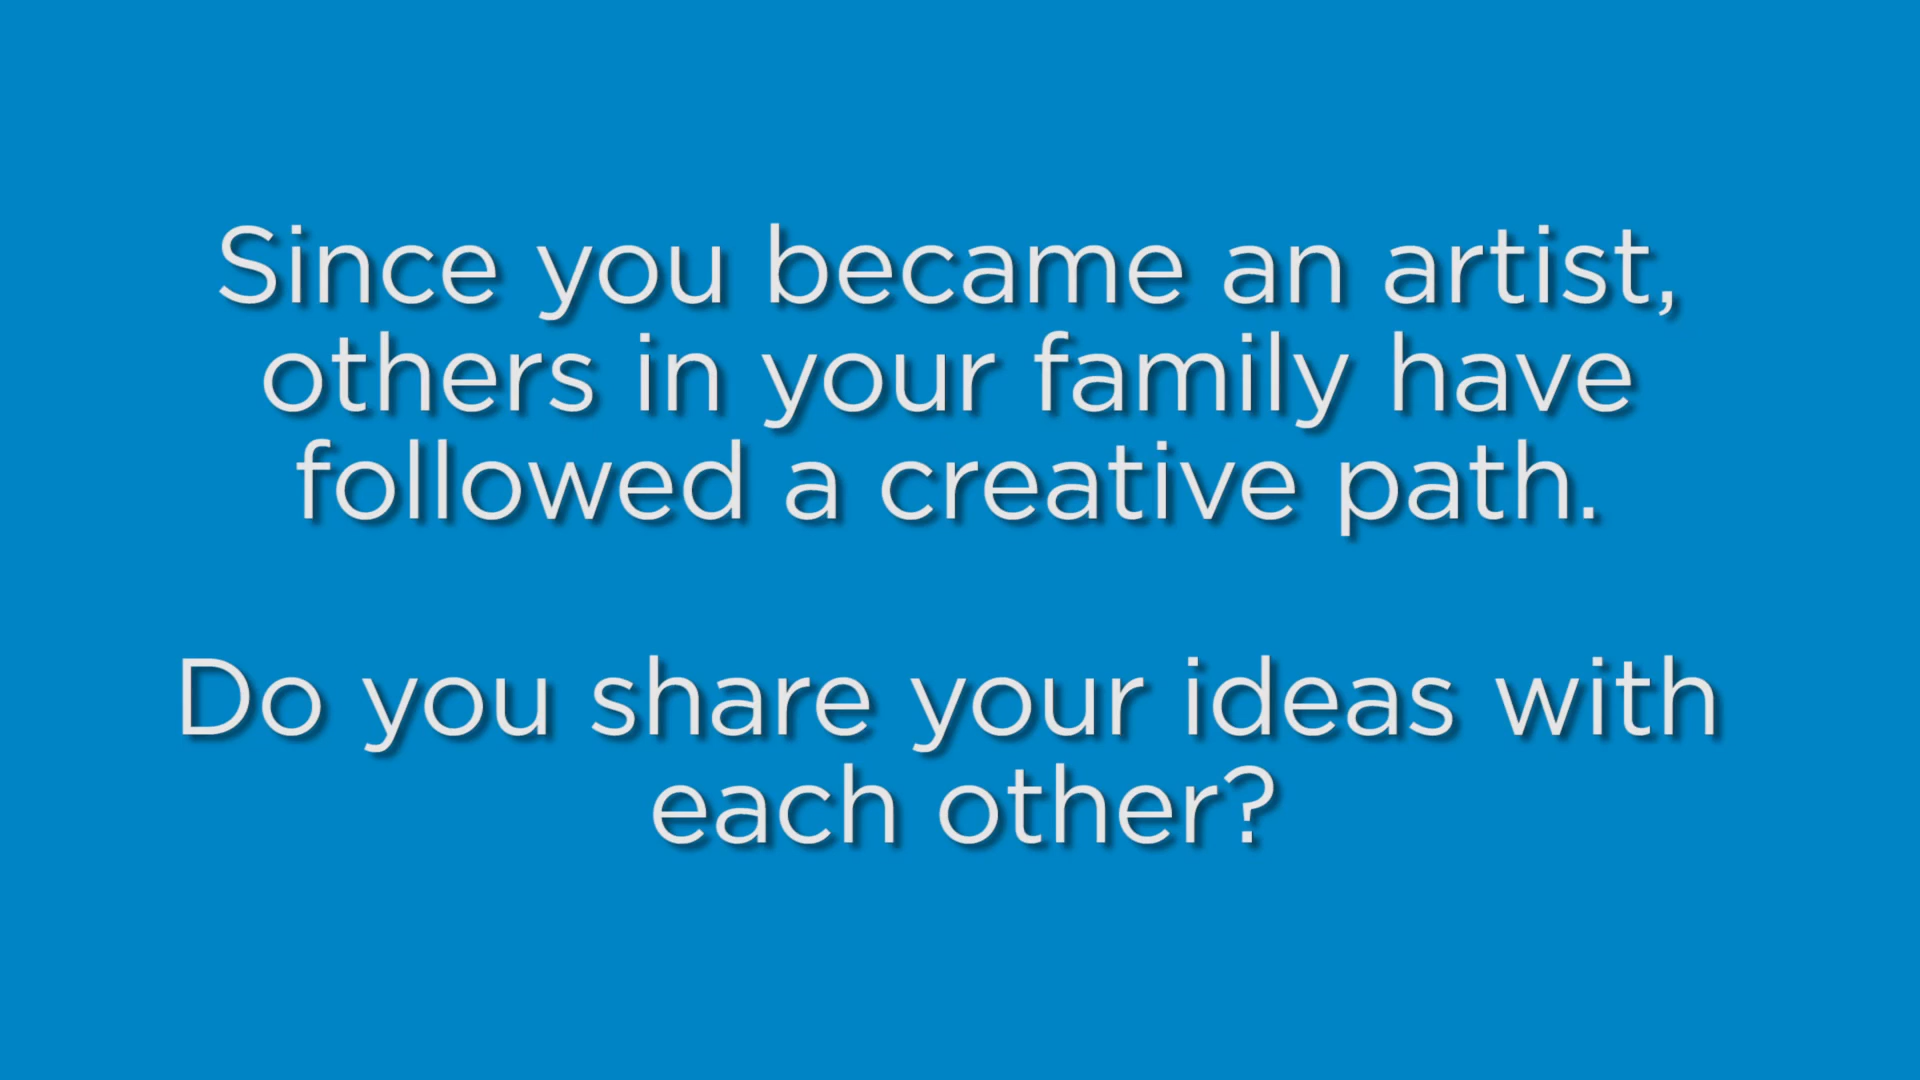 Since you became an artist,
others in your family have
followed a creative path.
Do you share your ideas with
each other?